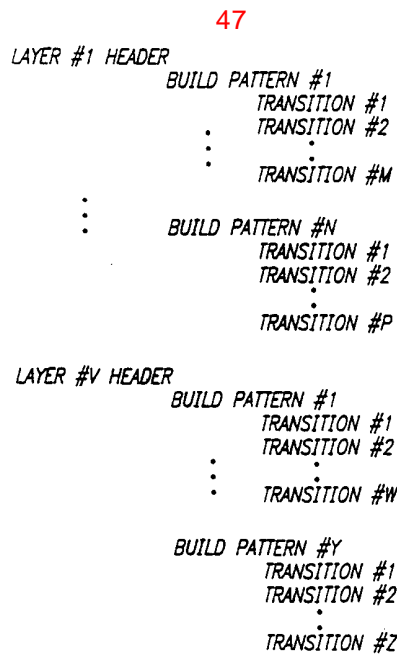 47
LAYER #1 HEADER
BUILD PATTERN #1
TRANSITION #1
TRANSITION #2
TRANSITION #M
BUILD PATTERN #N
TRANSITION #1
TRANSITION #2
TRANSITION #P
LAYER #V HEADER
BUILD PATTERN #1
TRANSITION #1
TRANSITION #2
TRANSITION #W
BUILD PATTERN #Y
TRANSITION #1
TRANSITION #2
TRANSITION #Z